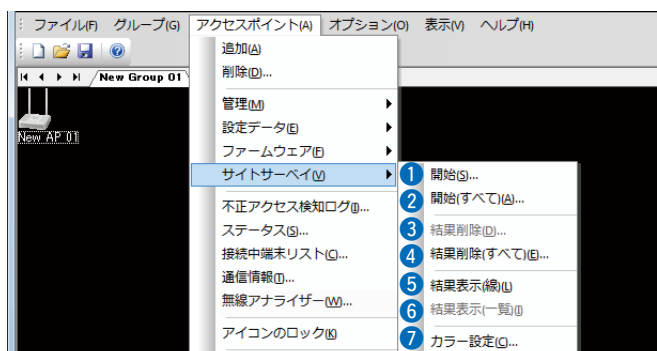 ファイル(F) グループ(G) アクセスポイント(A) オプション(O) 表示(V) ヘルプ(H)
New Group 01
New AP 01
追加(A)
削除(D)...
管理(M)
設定データ(E)
ファームウェア(F)
サイトサーベイ(V)
不正アクセス検知ログ(I)...
ステータス(S)...
接続中端末リスト(C)...
通信情報(T)...
無線アナライザー(W)...
アイコンのロック(K)
1 開始(S)...
2 開始(すべて)(A)...
3 結果削除(D)...
4 結果削除(すべて)(E)...
5 結果表示(線)(L)
6 結果表示(一覧)(I)
7 カラー設定(C)...